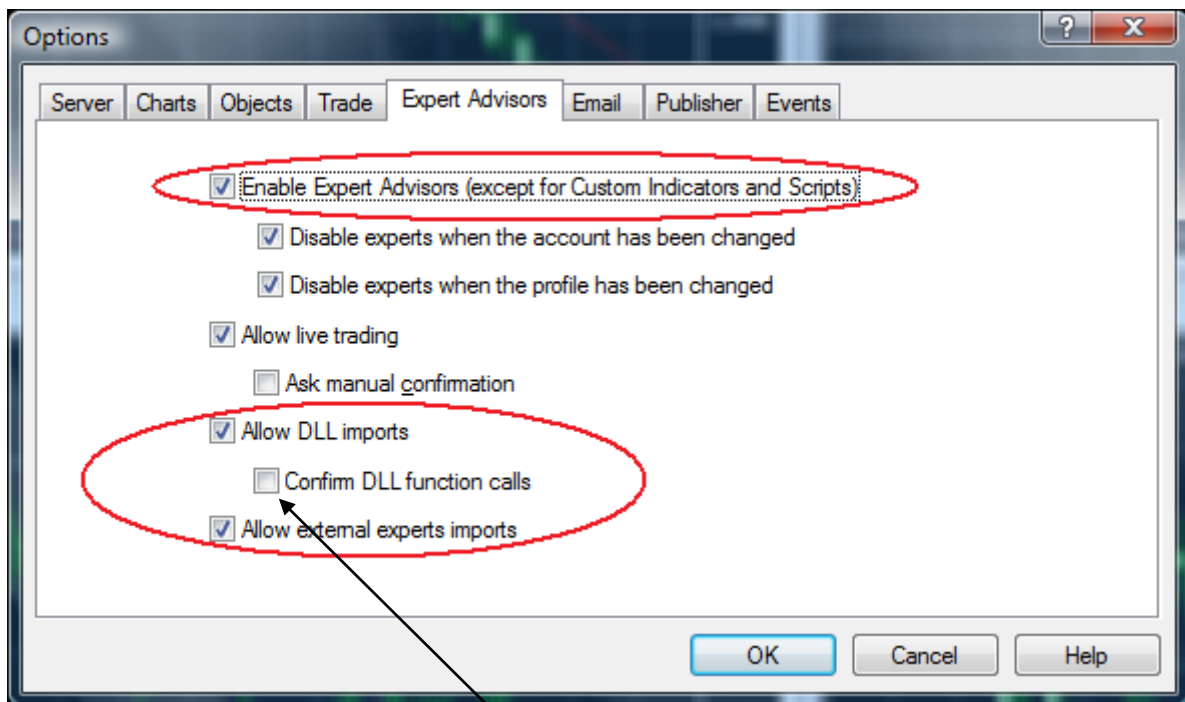 Options
?
X
Server Charts Objects Trade Expert Advisors Email Publisher Events
Enable Expert Advisors (except for Custom Indicators and Scripts)
Disable experts when the account has been changed
Disable experts when the profile has been changed
Allow live trading
Ask manual confirmation
Allow DLL imports
Confirm DLL function calls
Allow external experts imports
OK Cancel Help